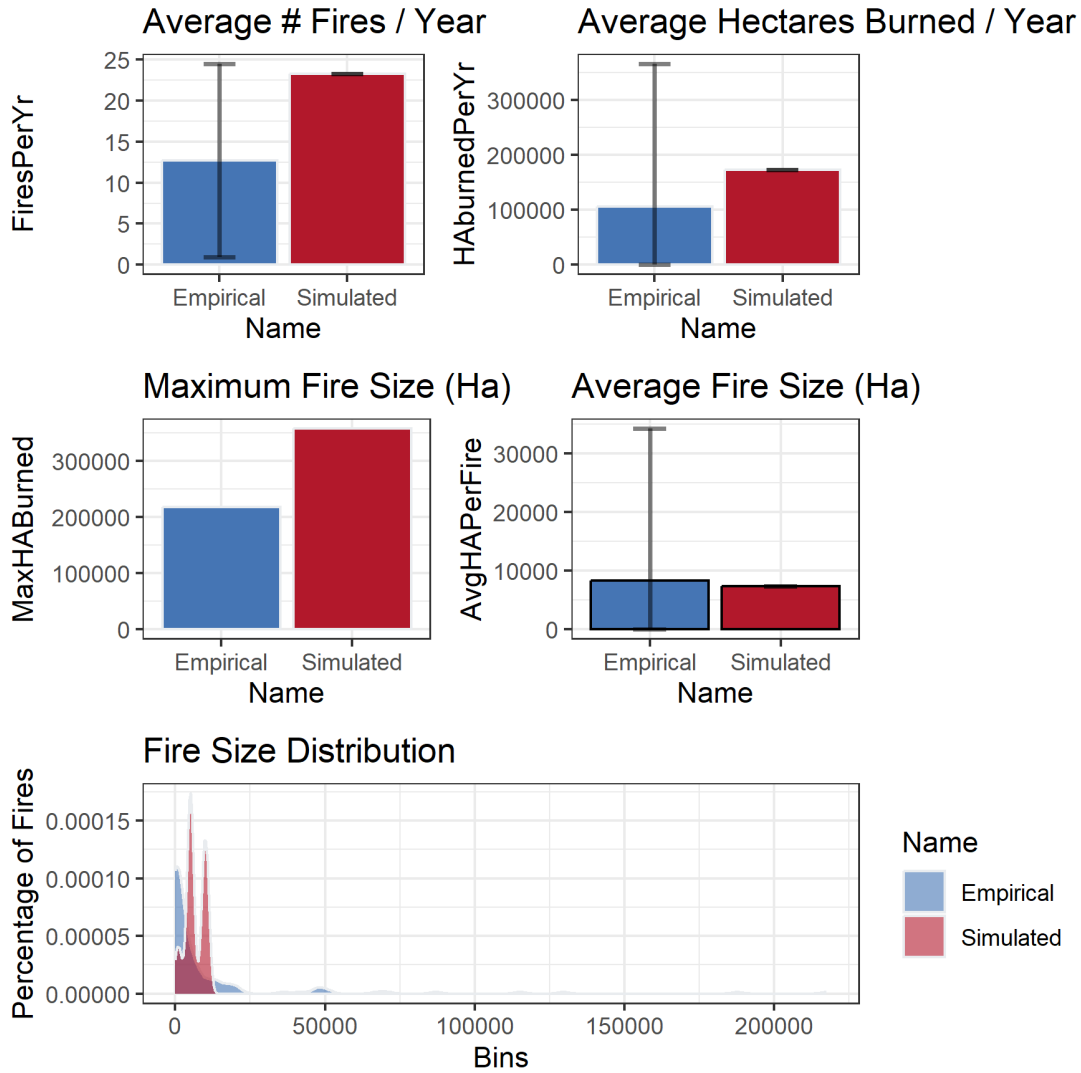 Average # Fires / Year
FiresPerYr
25
20
15
10
5
0
Empirical Simulated
Name
Average Hectares Burned / Year
HAburnedPerYr
300000
200000
100000
0
Empirical Simulated
Name
Maximum Fire Size (Ha)
MaxHABurned
300000
200000
100000
0
Empirical Simulated
Name
Average Fire Size (Ha)
AvgHAPerFire
30000
20000
10000
0
Empirical Simulated
Name
Fire Size Distribution
Percentage of Fires
0.00015
0.00010
0.00005
0.00000
0 50000 100000 150000 200000
Bins
Name
Empirical
Simulated